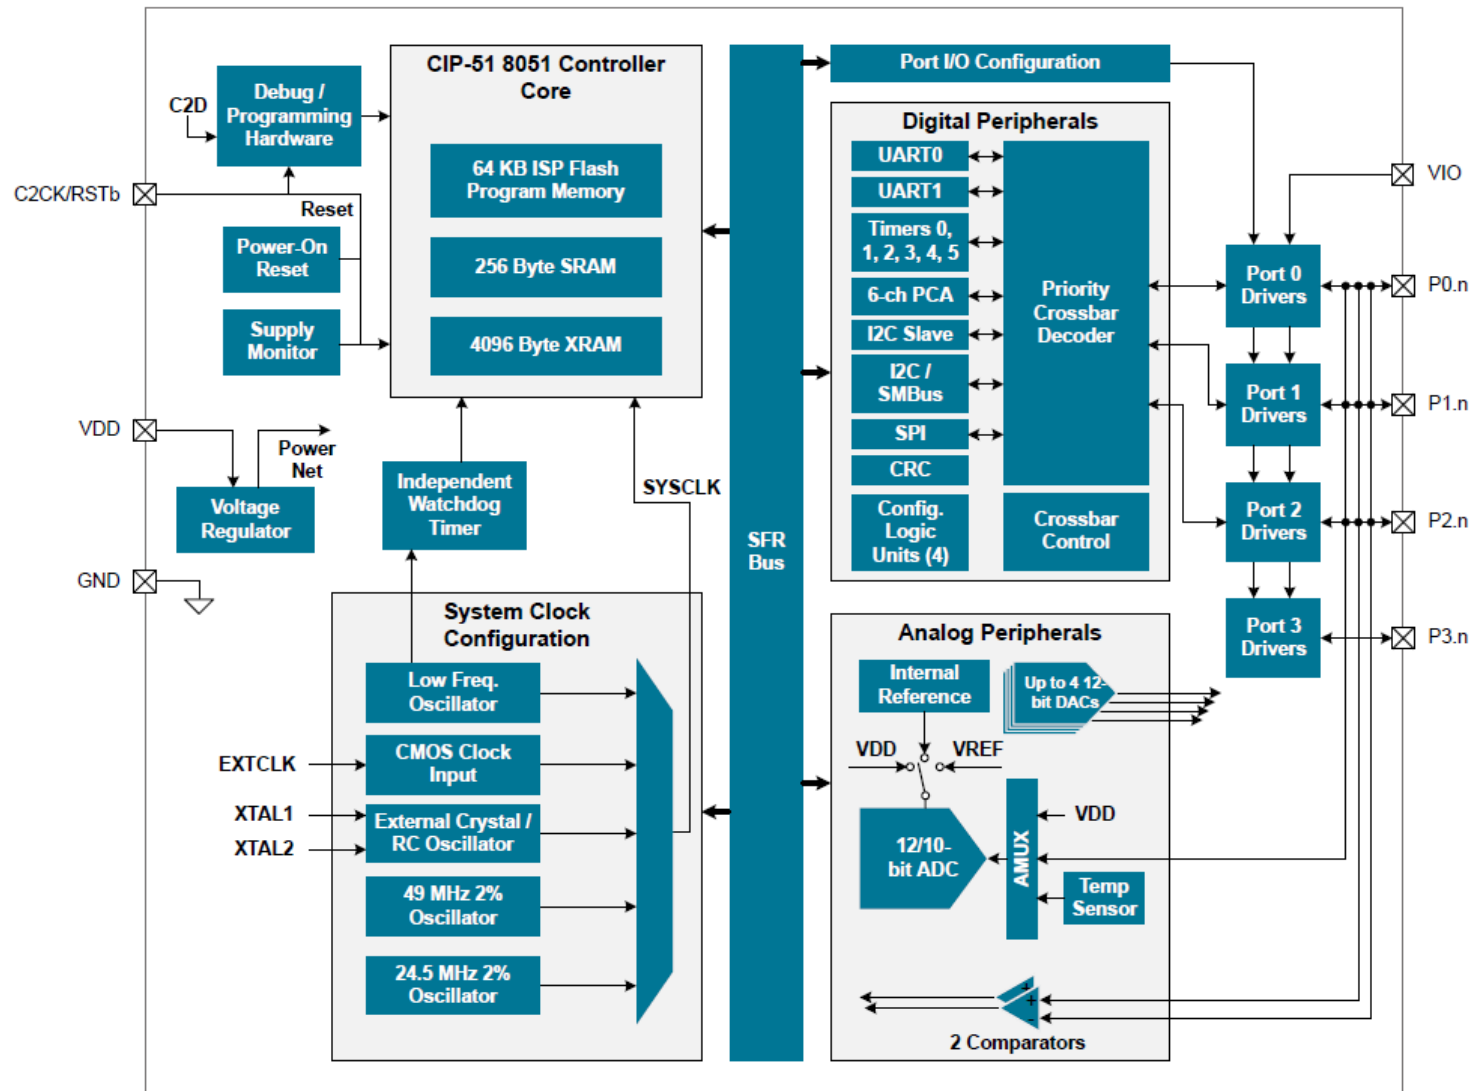 CIP-51 8051 Controller
Core
64 KB ISP Flash
Program Memory
256 Byte SRAM
4096 Byte XRAM
C2D
Debug /
Programming
Hardware
C2CK/RSTb
Reset
Power-On
Reset
Supply
Monitor
VDD
Power
Net
Voltage
Regulator
GND
Independent
Watchdog
Timer
SYSCLK
System Clock
Configuration
Low Freq.
Oscillator
EXTCLK
CMOS Clock
Input
XTAL1
XTAL2
External Crystal /
RC Oscillator
49 MHz 2%
Oscillator
24.5 MHz 2%
Oscillator
SFR
Bus
Port I/O Configuration
Digital Peripherals
UART0
UART1
Timers 0,
1, 2, 3, 4, 5
6-ch PCA
I2C Slave
I2C /
SMBus
SPI
CRC
Config.
Logic
Units (4)
Priority
Crossbar
Decoder
Crossbar
Control
Analog Peripherals
Internal
Reference
Up to 4 12-
bit DACs
VDD
VREF
12/10-
bit ADC
AMUX
VDD
Temp
Sensor
+
+
-
2 Comparators
Port 0
Drivers
Port 1
Drivers
Port 2
Drivers
Port 3
Drivers
VIO
P0.n
P1.n
P2.n
P3.n